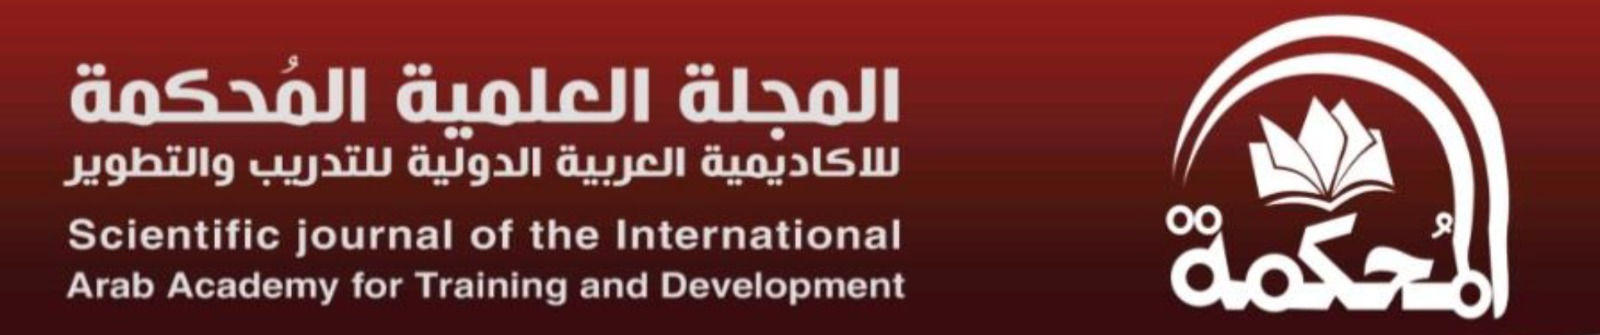 المجلة العلمية المُحكمة
للاكاديمية العربية الدولية للتدريب والتطوير
Scientific journal of the International
Arab Academy for Training and Development
المُحكمة